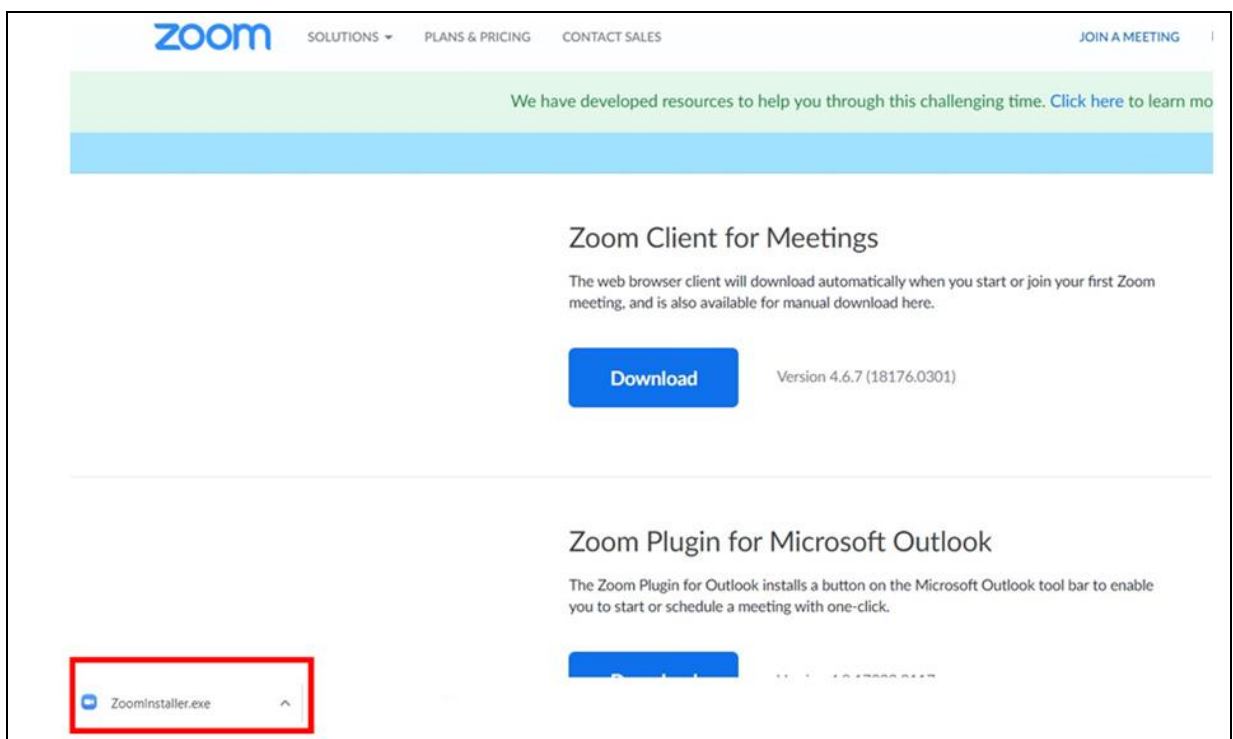 zoom SOLUTIONS PLANS & PRICING CONTACT SALES JOIN A MEETING
We have developed resources to help you through this challenging time. Click here to learn mo
Zoom Client for Meetings
The web browser client will download automatically when you start or join your first Zoom
meeting, and is also available for manual download here.
Download Version 4.6.7 (18176.0301)
Zoom Plugin for Microsoft Outlook
The Zoom Plugin for Outlook installs a button on the Microsoft Outlook tool bar to enable
you to start or schedule a meeting with one-click.
ZoomInstaller.exe